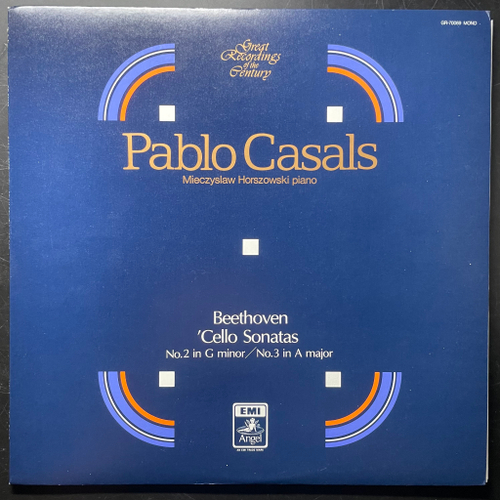 GR-70069 MONO
Great
Recordings
of the
Century
Pablo Casals
Mieczyslaw Horszowski piano
Beethoven
'Cello Sonatas
No.2 in G minor/No.3 in A major
EMI
Angel